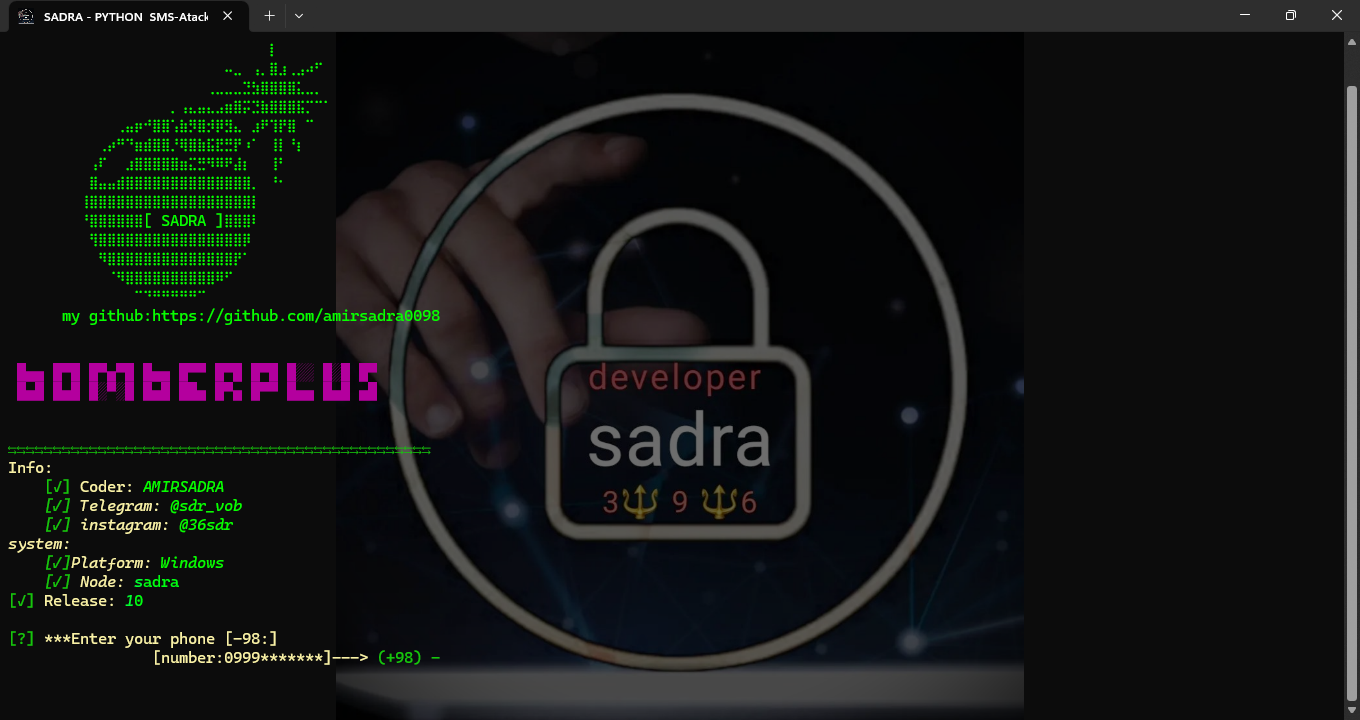 SADRA - PYTHON SMS-Atack
[ SADRA ]
my github:https://github.com/amirsadra0098
bOMbERPLUS
developer
sadra
3🔱 9 🔱6
Info:
[√] Coder: AMIRSADRA
[√] Telegram: @sdr_vob
[√] instagram: @36sdr
system:
[√]Platform: Windows
[√] Node: sadra
[√] Release: 10
[?] ***Enter your phone [-98:]
[number:0999*******]---> (+98) -